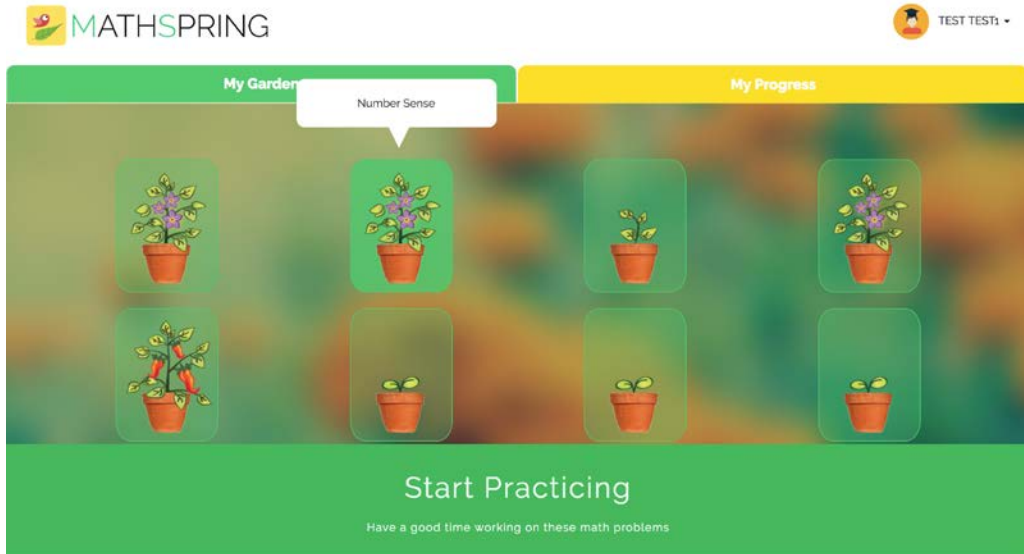 MATHSPRING
TEST TEST1
My Garden
My Progress
Number Sense
Start Practicing
Have a good time working on these math problems